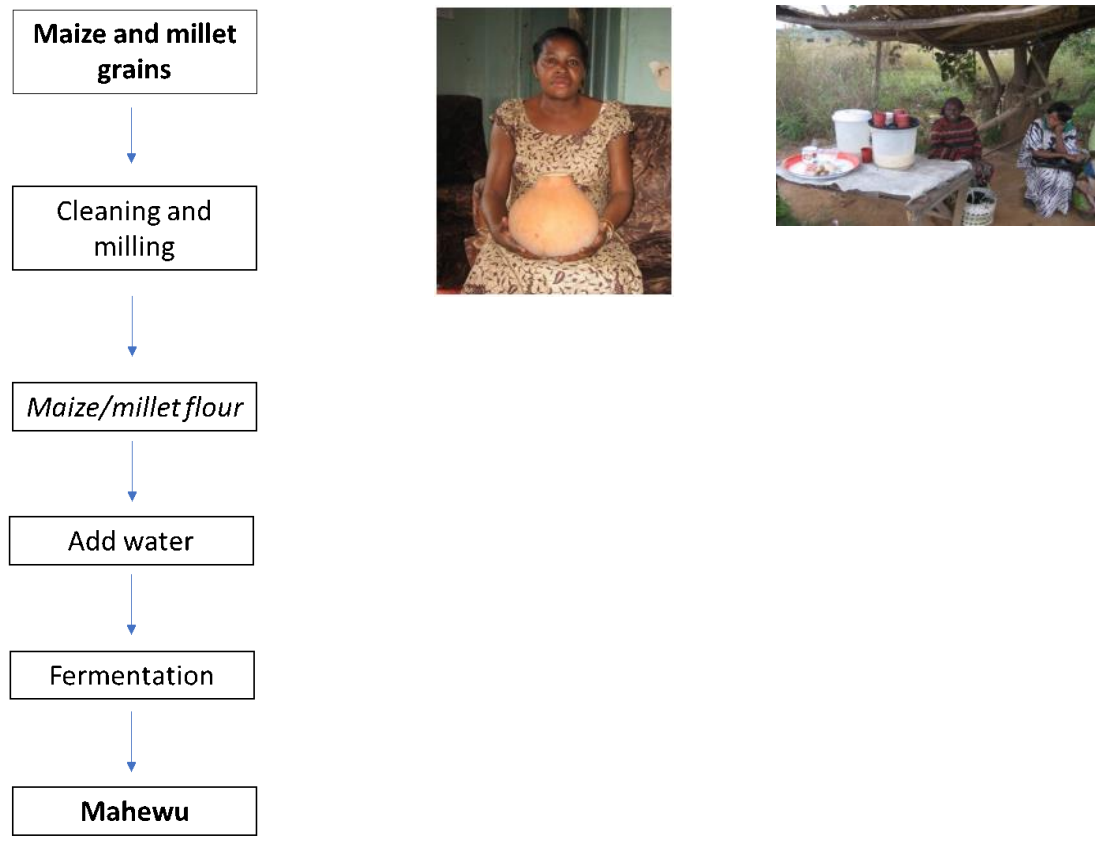 Maize and millet
grains
Cleaning and
milling
Maize/millet flour
Add water
Fermentation
Mahewu